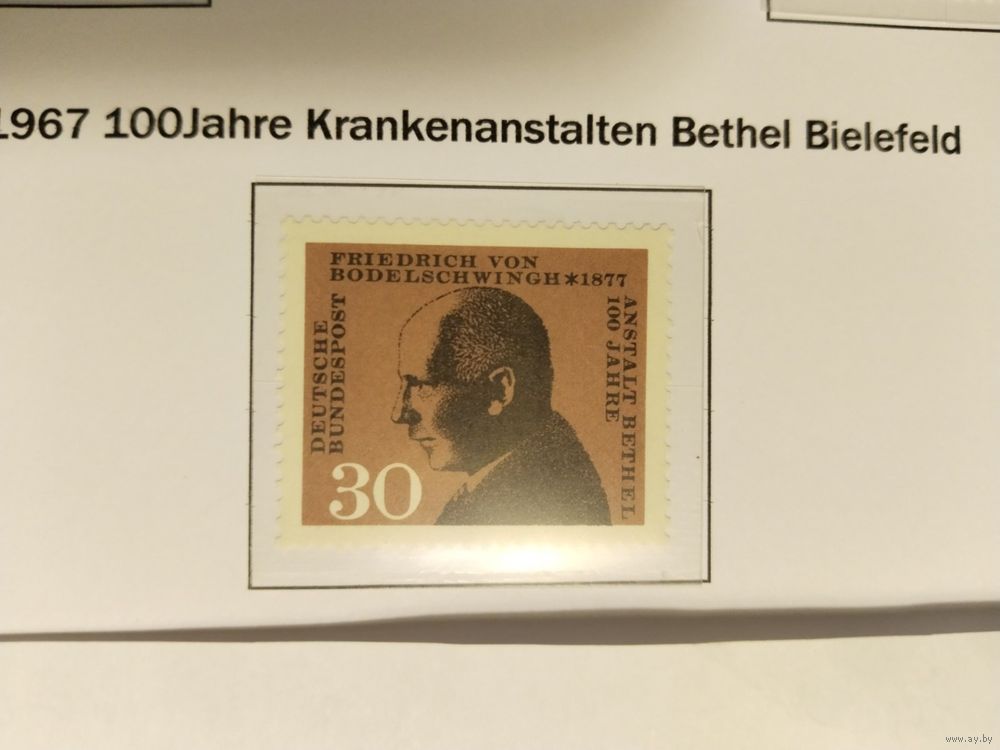 1967 100Jahre Krankenanstalten Bethel Bielefeld
FRIEDRICH VON
BODELSCHWINGH*1877
DEUTSCHE
BUNDESPOST
ANSTALT BETHEL
100 JAHRE
30
www.ay.by